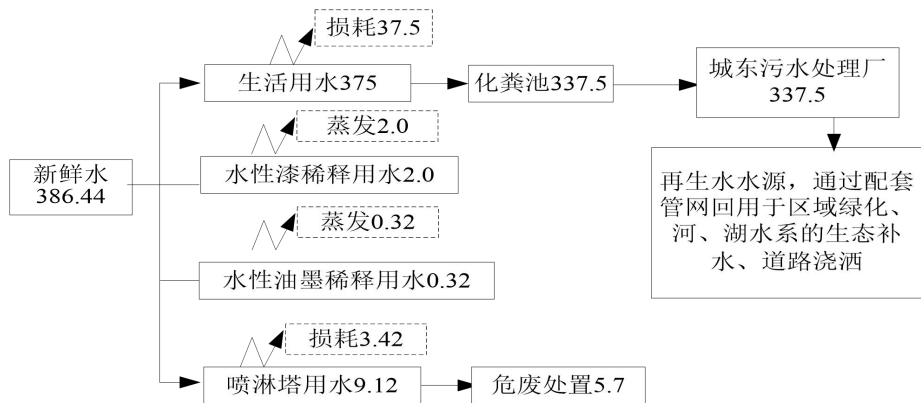 损耗37.5
生活用水375
化粪池337.5
城东污水处理厂
337.5
蒸发2.0
水性漆稀释用水2.0
新鲜水
386.44
再生水水源，通过配套
管网回用于区域绿化、
河、湖水系的生态补
水、道路浇洒
蒸发0.32
水性油墨稀释用水0.32
损耗3.42
喷淋塔用水9.12
危废处置5.7